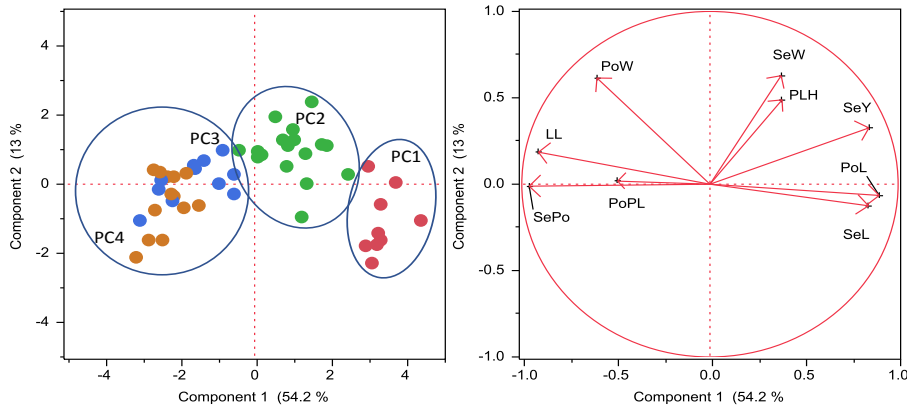 4
2
0
-2
-4
Component 2 (13 %
PC3
PC2
PC1
PC4
-4
-2
0
2
4
Component 1 (54.2 %
1.0
0.5
0.0
-0.5
-1.0
Component 2 (13 %
PoW
SeW
PLH
SeY
LL
PoL
SePo
PoPL
SeL
-1.0
-0.5
0.0
0.5
1.0
Component 1 (54.2 %